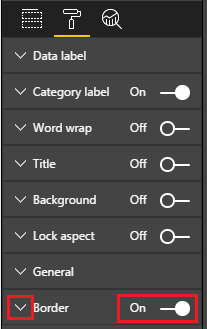 Data label
Category label On
Word wrap Off
Title Off
Background Off
Lock aspect Off
General
Border On